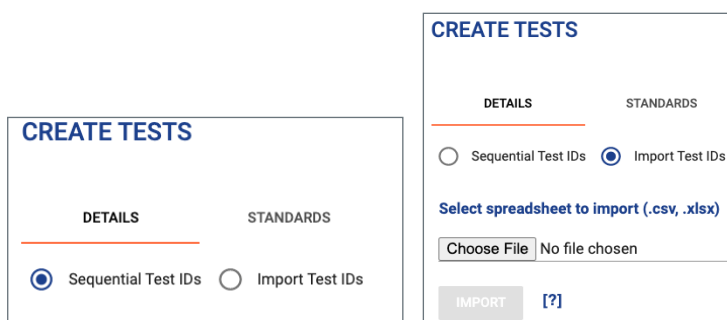 CREATE TESTS
DETAILS STANDARDS
Sequential Test IDs Import Test IDs
CREATE TESTS
DETAILS STANDARDS
Sequential Test IDs Import Test IDs
Select spreadsheet to import (.csv, .xlsx)
Choose File No file chosen
IMPORT [?]